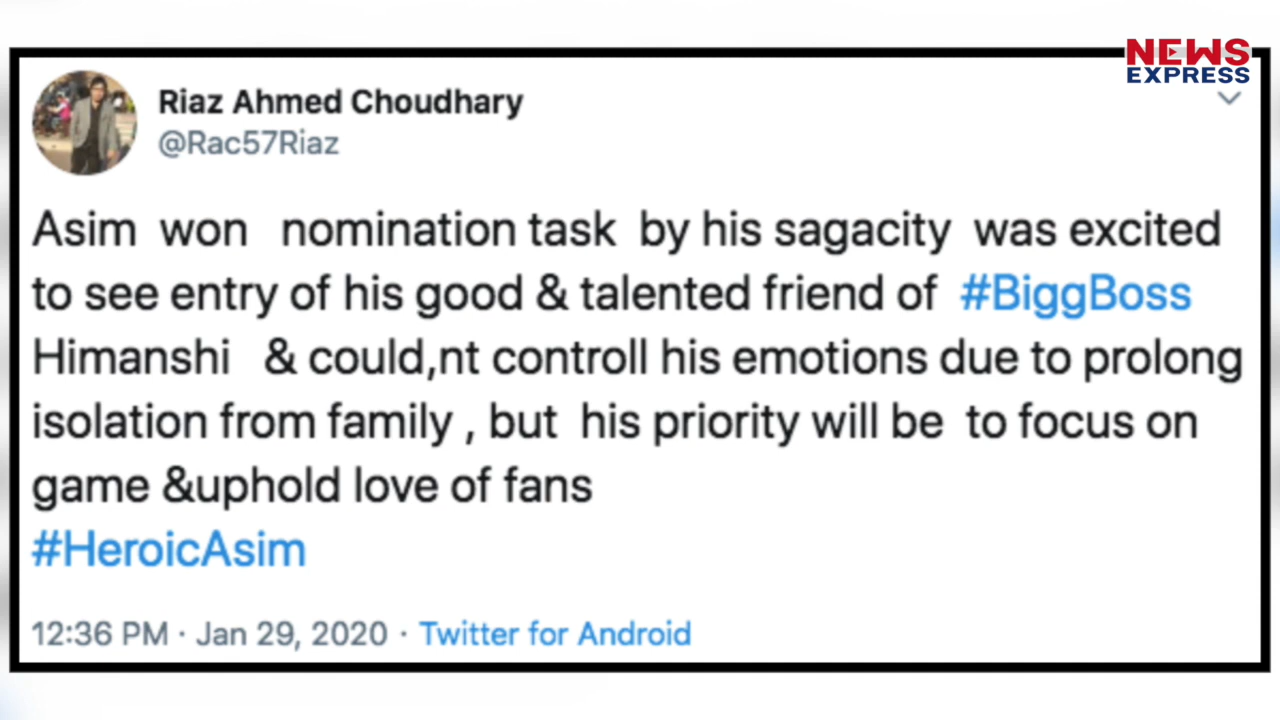 NEWS
EXPRESS
Riaz Ahmed Choudhary
@Rac57Riaz
Asim won nomination task by his sagacity was excited
to see entry of his good & talented friend of #BiggBoss
Himanshi & could,nt controll his emotions due to prolong
isolation from family , but his priority will be to focus on
game &uphold love of fans
#HeroicAsim
12:36 PM · Jan 29, 2020 · Twitter for Android